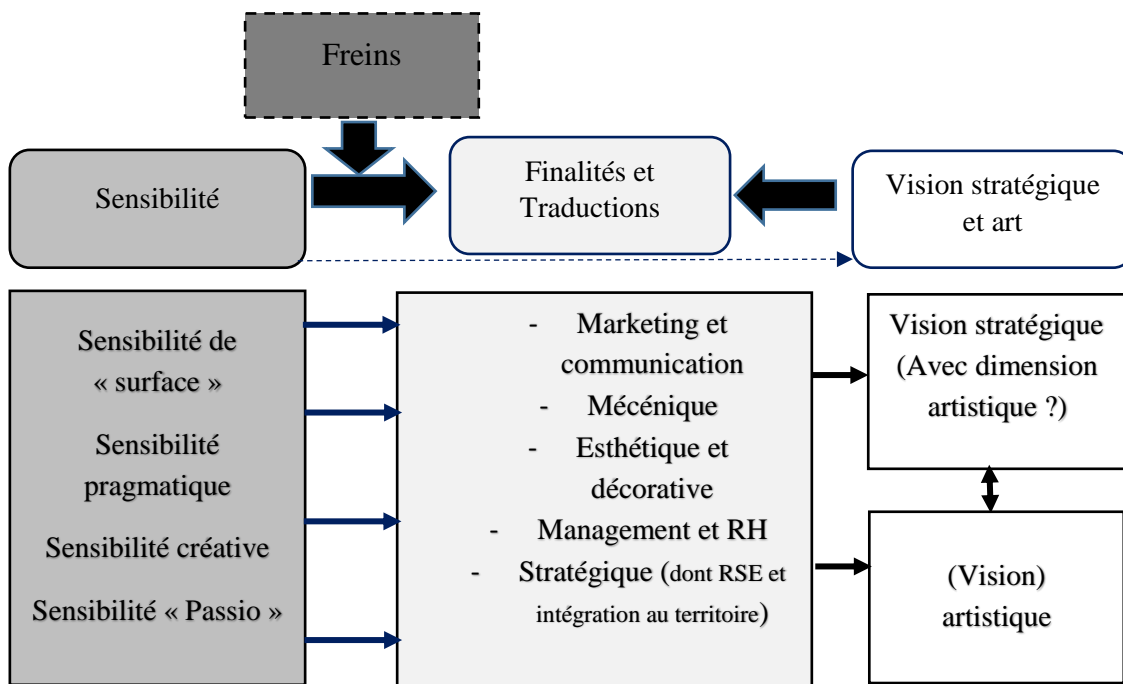 Freins
Sensibilité
Finalités et
Traductions
Vision stratégique
et art
Sensibilité de
« surface »
Sensibilité
pragmatique
Sensibilité créative
Sensibilité « Passio »
- Marketing et
communication
- Mécénique
- Esthétique et
décorative
- Management et RH
- Stratégique (dont RSE et
intégration au territoire)
Vision stratégique
(Avec dimension
artistique ?)
(Vision)
artistique